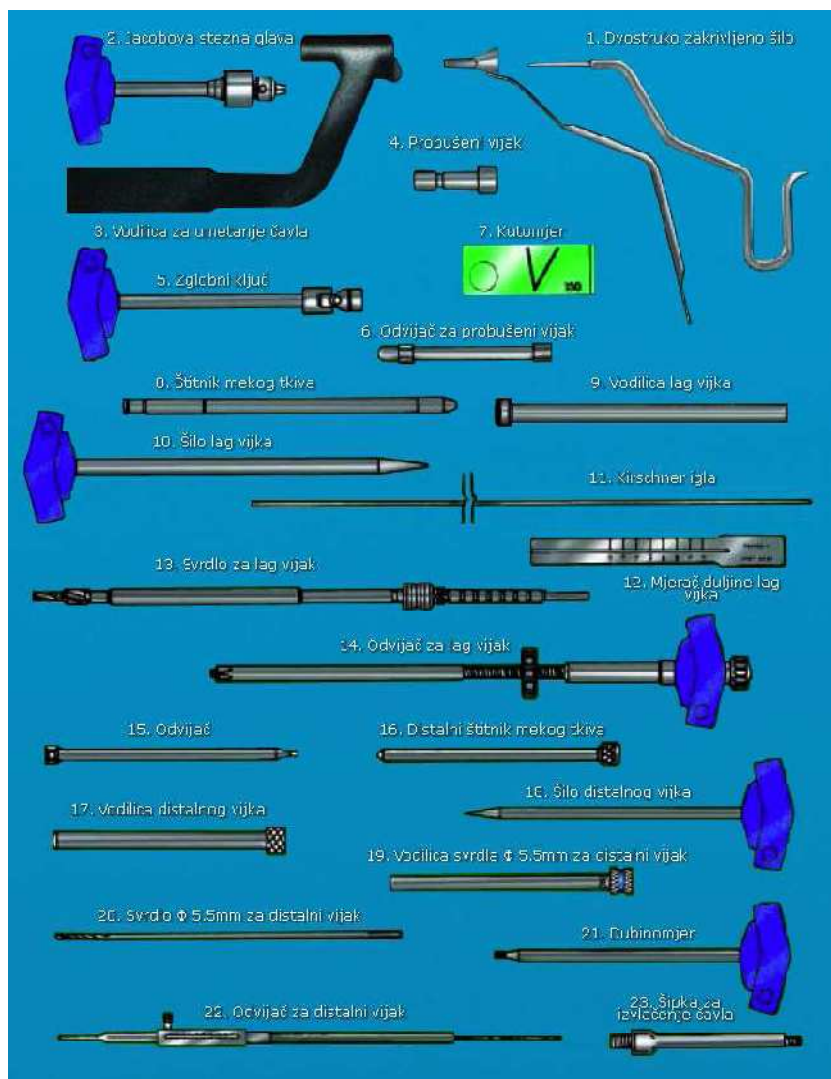 2. Jacobova stezna glava
1. Dvostruko zakrivljeno šilo
4. Probušeni vijak
3. Vodilica za umetanje čavla
7. Kutomjer
V
130
5. Zglobni ključ
6. Odvijač za probušeni vijak
8. Štitnik mekog tkiva
9. Vodilica lag vijka
10. Šilo lag vijka
11. Kirschner igla
13. Svrdlo za lag vijak
12. Mjerač duljine lag
vijka
14. Odvijač za lag vijak
15. Odvijač
16. Distalni štitnik mekog tkiva
17. Vodilica distalnog vijka
18. Šilo distalnog vijka
19. Vodilica svrdla Φ 5.5mm za distalni vijak
20. Svrdlo Φ 5.5mm za distalni vijak
21. Dubinomjer
22. Odvijač za distalni vijak
23. Šipka za
izvlačenje čavla